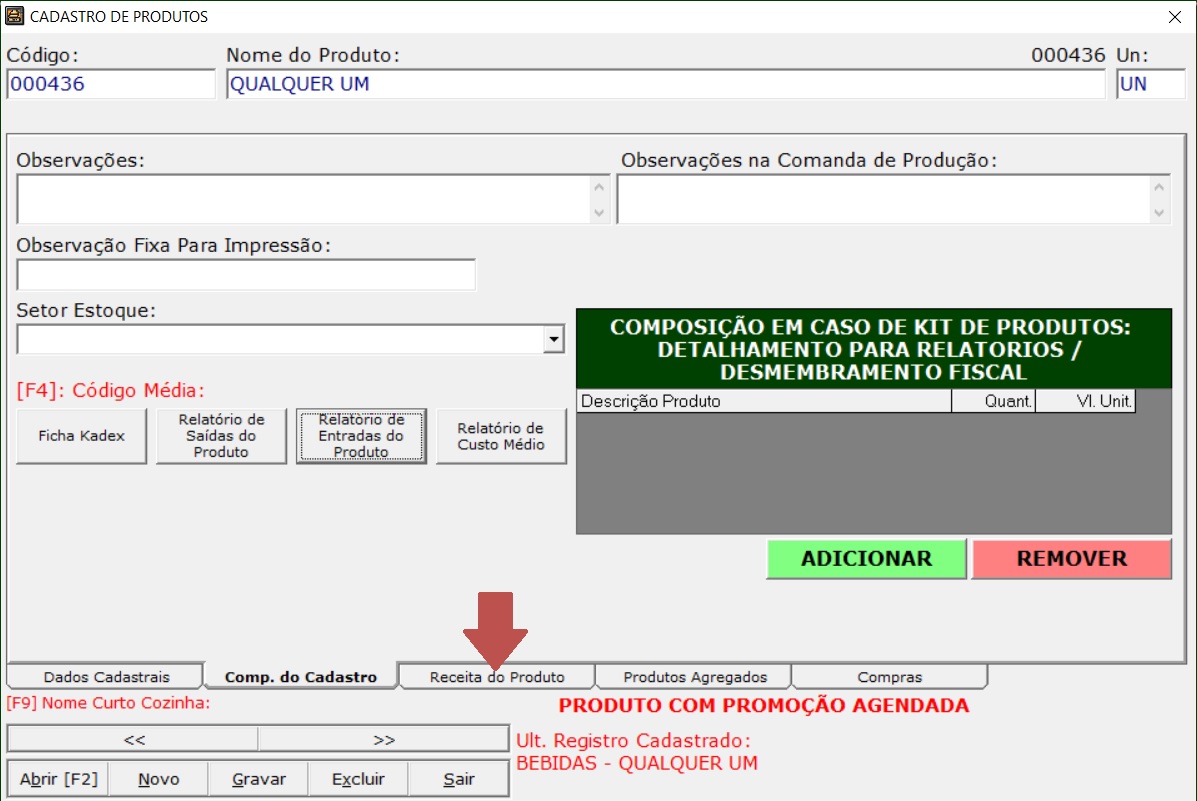 CADASTRO DE PRODUTOS
Código:
Nome do Produto:
000436
Un:
000436
QUALQUER UM
UN
Observações:
Observações na Comanda de Produção:
Observação Fixa Para Impressão:
Setor Estoque:
COMPOSIÇÃO EM CASO DE KIT DE PRODUTOS:
DETALHAMENTO PARA RELATORIOS /
DESMEMBRAMENTO FISCAL
Descrição Produto
Quant.
Vl. Unit.
[F4]: Código Média:
Ficha Kadex
Relatório de
Saídas do
Produto
Relatório de
Entradas do
Produto
Relatório de
Custo Médio
ADICIONAR
REMOVER
Dados Cadastrais
Comp. do Cadastro
Receita do Produto
Produtos Agregados
Compras
[F9] Nome Curto Cozinha:
PRODUTO COM PROMOÇÃO AGENDADA
<<
>>
Ult. Registro Cadastrado:
BEBIDAS - QUALQUER UM
Abrir [F2]
Novo
Gravar
Excluir
Sair